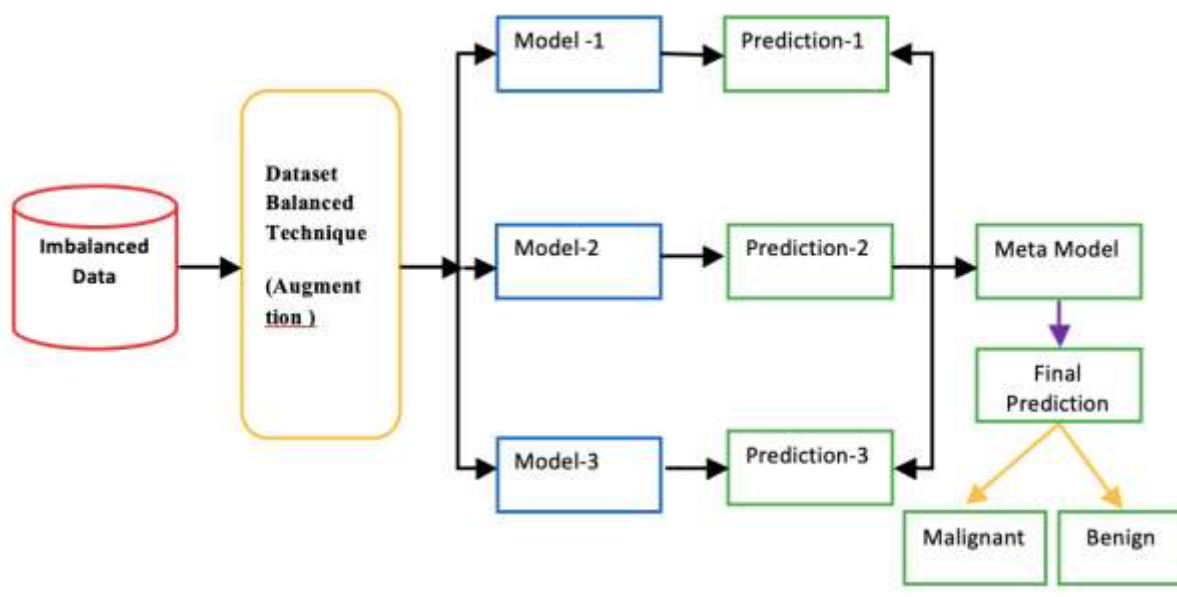 Imbalanced
Data
Dataset
Balanced
Technique
(Augment
tion )
Model -1
Prediction-1
Model-2
Prediction-2
Model-3
Prediction-3
Meta Model
Final
Prediction
Malignant
Benign